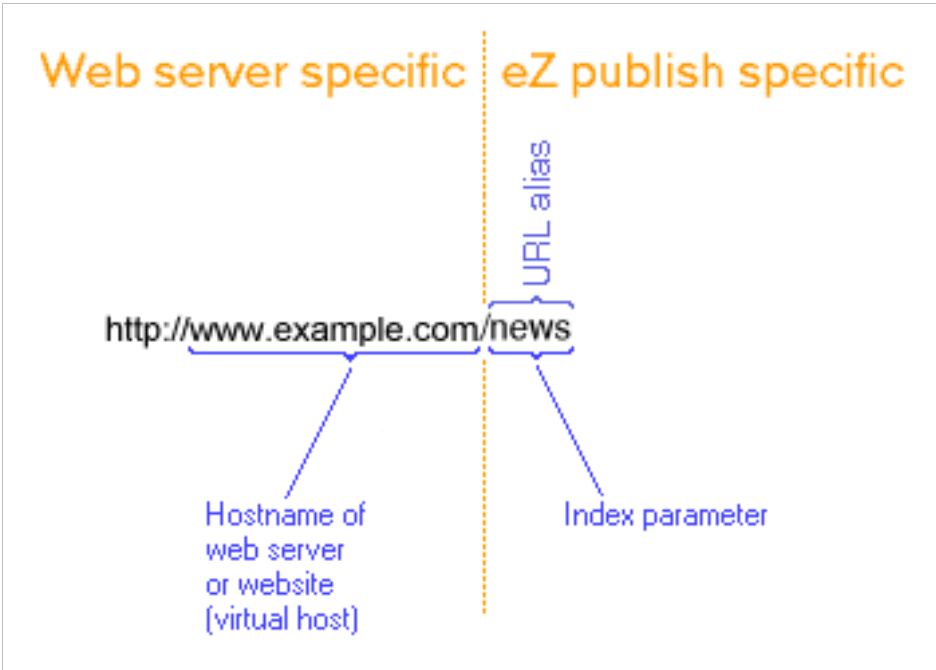 Web server specific
eZ publish specific
URL alias
http://www.example.com/news
Hostname of
web server
or website
(virtual host)
Index parameter